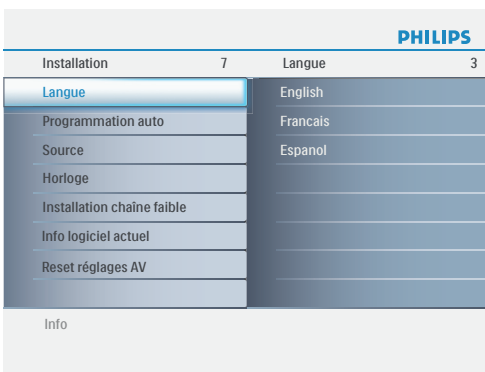 PHILIPS
Installation 7 Langue 3
Langue English
Programmation auto Francais
Source Espanol
Horloge
Installation chaîne faible
Info logiciel actuel
Reset réglages AV
Info